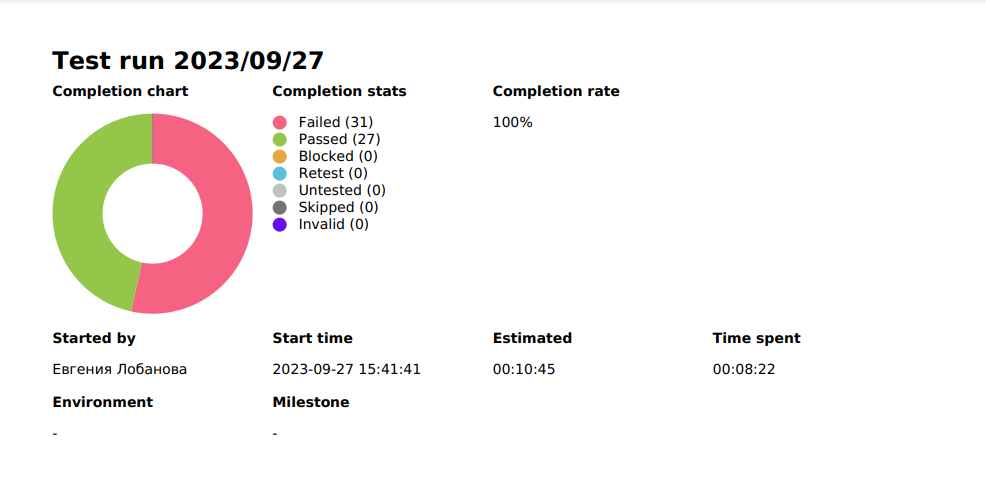 Test run 2023/09/27
Completion chart
Completion stats
Completion rate
Failed (31)
Passed (27)
Blocked (0)
Retest (0)
Untested (0)
Skipped (0)
Invalid (0)
100%
Started by
Start time
Estimated
Time spent
Евгения Лобанова
2023-09-27 15:41:41
00:10:45
00:08:22
Environment
Milestone
-
-